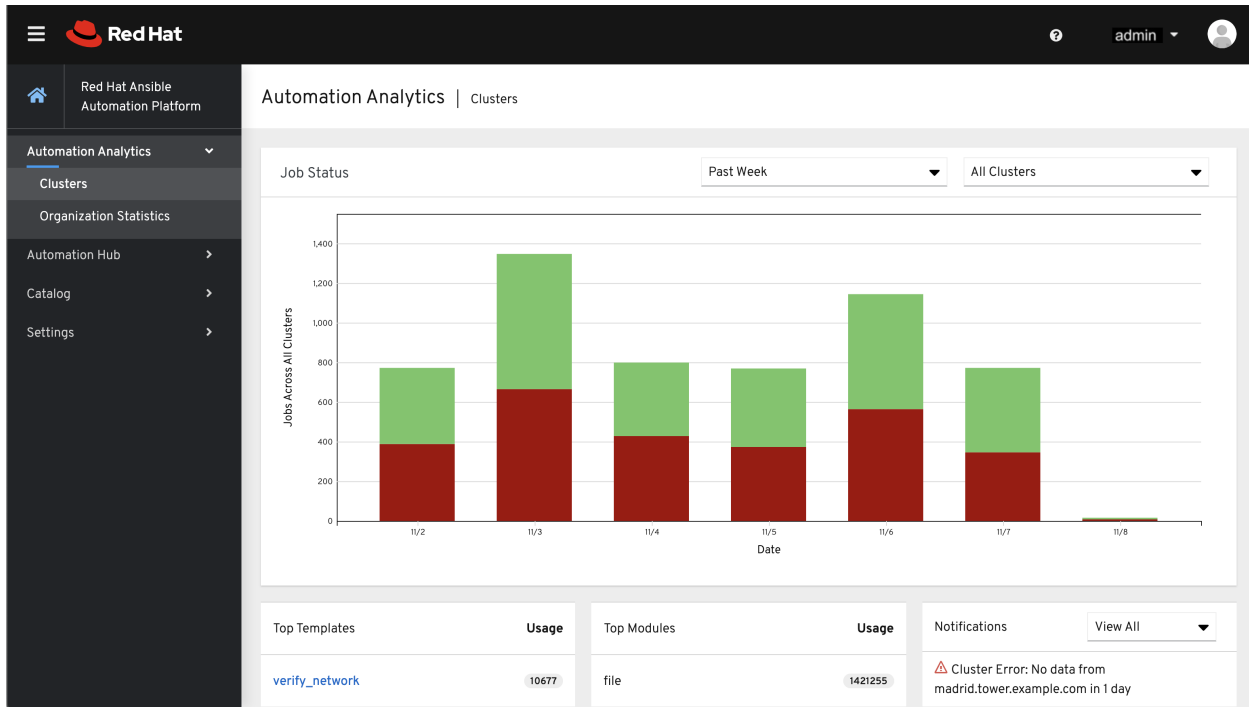 Red Hat
admin
Red Hat Ansible
Automation Platform
Automation Analytics
Clusters
Organization Statistics
Automation Hub
Catalog
Settings
Automation Analytics | Clusters
Job Status
Past Week
All Clusters
Jobs Across All Clusters
1,400
1,200
1,000
800
600
400
200
0
11/2 11/3 11/4 11/5 11/6 11/7 11/8
Date
Top Templates Usage
verify_network 10677
Top Modules Usage
file 1421255
Notifications View All
Cluster Error: No data from
madrid.tower.example.com in 1 day